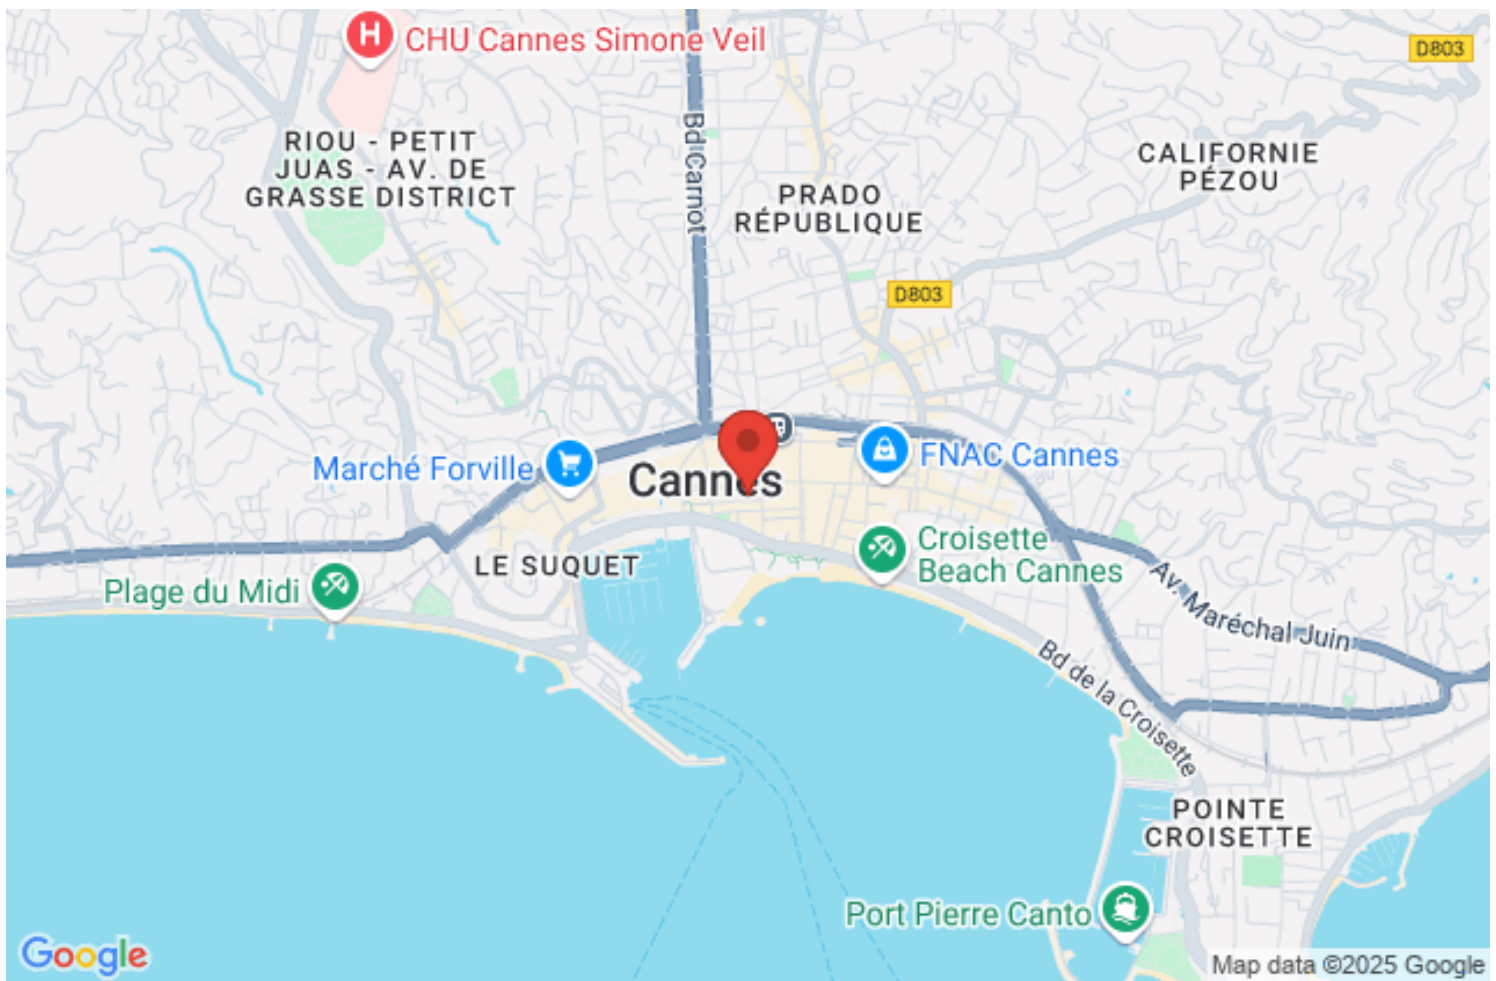 CHU Cannes Simone Veil
D803
Bd Carnot
RIOU - PETIT
JUAS - AV. DE
GRASSE DISTRICT
CALIFORNIE
PÉZOU
PRADO
RÉPUBLIQUE
D803
Marché Forville
Cannes
FNAC Cannes
Croisette
Beach Cannes
LE SUQUET
Plage du Midi
Av. Maréchal Juin
Bd de la Croisette
POINTE
CROISETTE
Port Pierre Canto
Google
Map data ©2025 Google